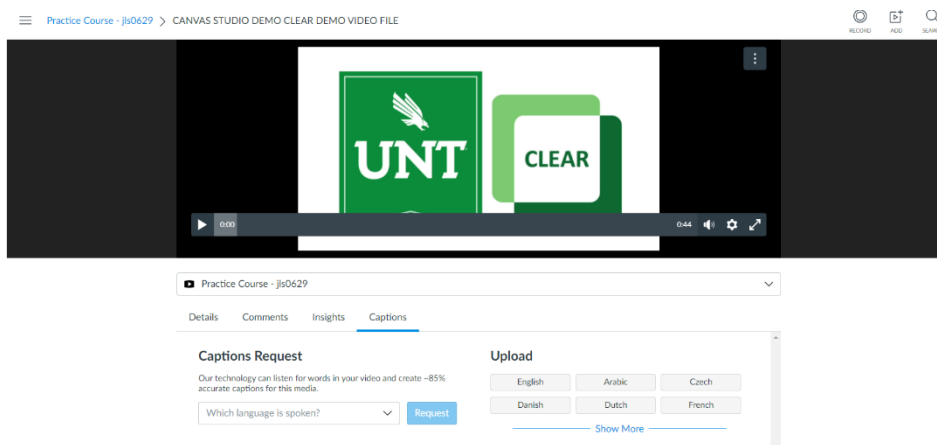 Practice Course - jls0629 > CANVAS STUDIO DEMO CLEAR DEMO VIDEO FILE
RECORD ADD
UNT
CLEAR
0:00 0:44
Practice Course - jls0629
Details Comments Insights Captions
Captions Request
Our technology can listen for words in your video and create ~85%
accurate captions for this media.
Which language is spoken? Request
Upload
English Arabic Czech
Danish Dutch French
Show More